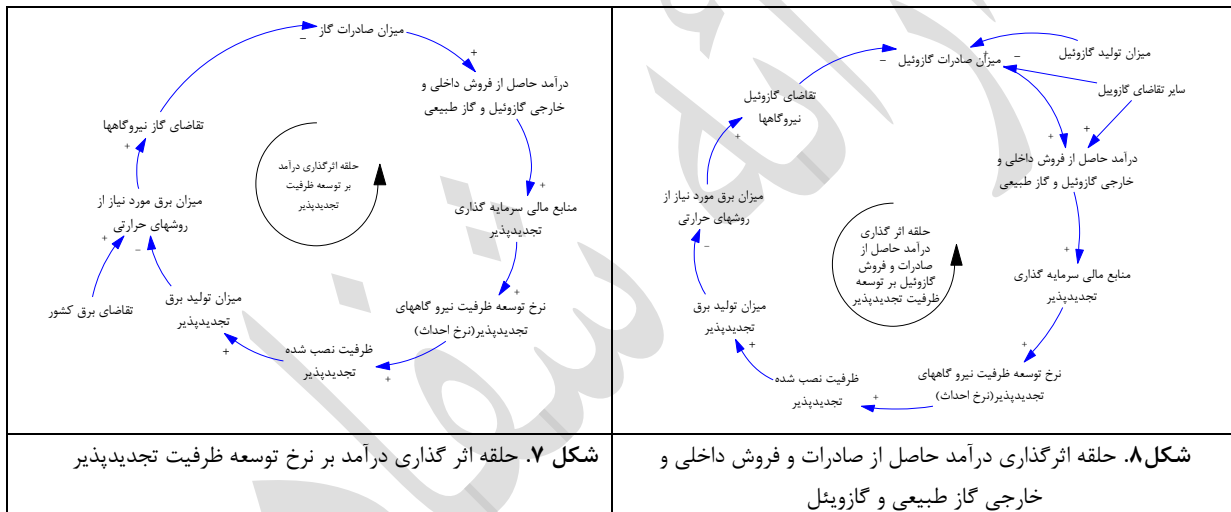 میزان صادرات گاز
درآمد حاصل از فروش داخلی و
خارجی گازوئیل و گاز طبیعی
منابع مالی سرمایه گذاری
تجدیدپذیر
نرخ توسعه ظرفیت نیرو گاههای
تجدیدپذیر(نرخ احداث)
ظرفیت نصب شده
تجدیدپذیر
میزان تولید برق
تجدیدپذیر
تقاضای برق کشور
میزان برق مورد نیاز از
روشهای حرارتی
تقاضای گاز نیروگاهها
حلقه اثرگذاری درآمد
بر توسعه ظرفیت
تجدیدپذیر
شکل ۷. حلقه اثر گذاری درآمد بر نرخ توسعه ظرفیت تجدیدپذیر
میزان صادرات گازوئیل
میزان تولید گازوئیل
سایر تقاضای گازوییل
درآمد حاصل از فروش داخلی و
خارجی گازوئیل و گاز طبیعی
منابع مالی سرمایه گذاری
تجدیدپذیر
نرخ توسعه ظرفیت نیرو گاههای
تجدیدپذیر(نرخ احداث)
ظرفیت نصب شده
تجدیدپذیر
میزان تولید برق
تجدیدپذیر
میزان برق مورد نیاز از
روشهای حرارتی
تقاضای گازوئیل
نیروگاهها
حلقه اثر گذاری
درآمد حاصل از
صادرات و فروش
گازوئیل بر توسعه
ظرفیت تجدیدپذیر
شکل۸. حلقه اثرگذاری درآمد حاصل از صادرات و فروش داخلی و
خارجی گاز طبیعی و گازویئل